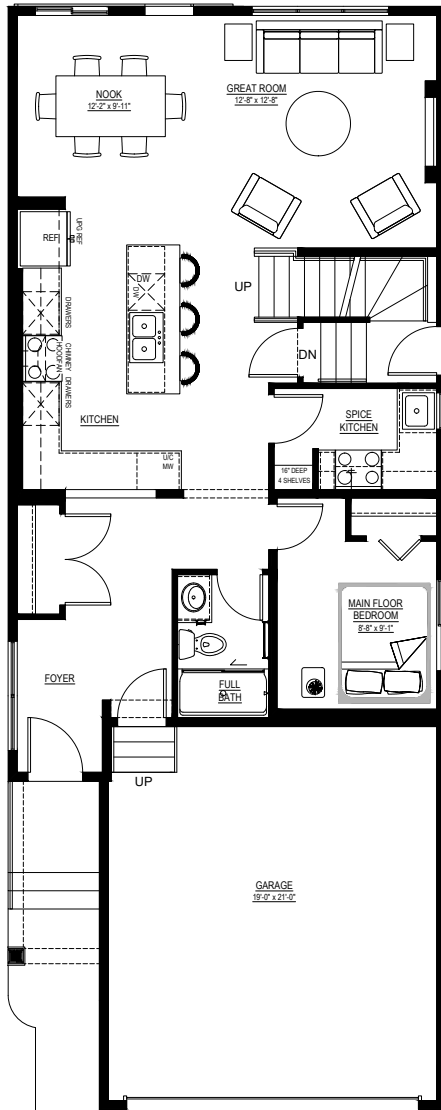 NOOK
12'-2" x 9'-11"
GREAT ROOM
12'-8" x 12'-8"
REF
UPG REF
DW
DW
UP
DRAWERS
CHIMNEY
HOODFAN
DRAWERS
DN
KITCHEN
SPICE
KITCHEN
U/C
MW
16" DEEP
4 SHELVES
MAIN FLOOR
BEDROOM
8'-8" x 9'-1"
FOYER
FULL
BATH
UP
GARAGE
19'-0" x 21'-0"